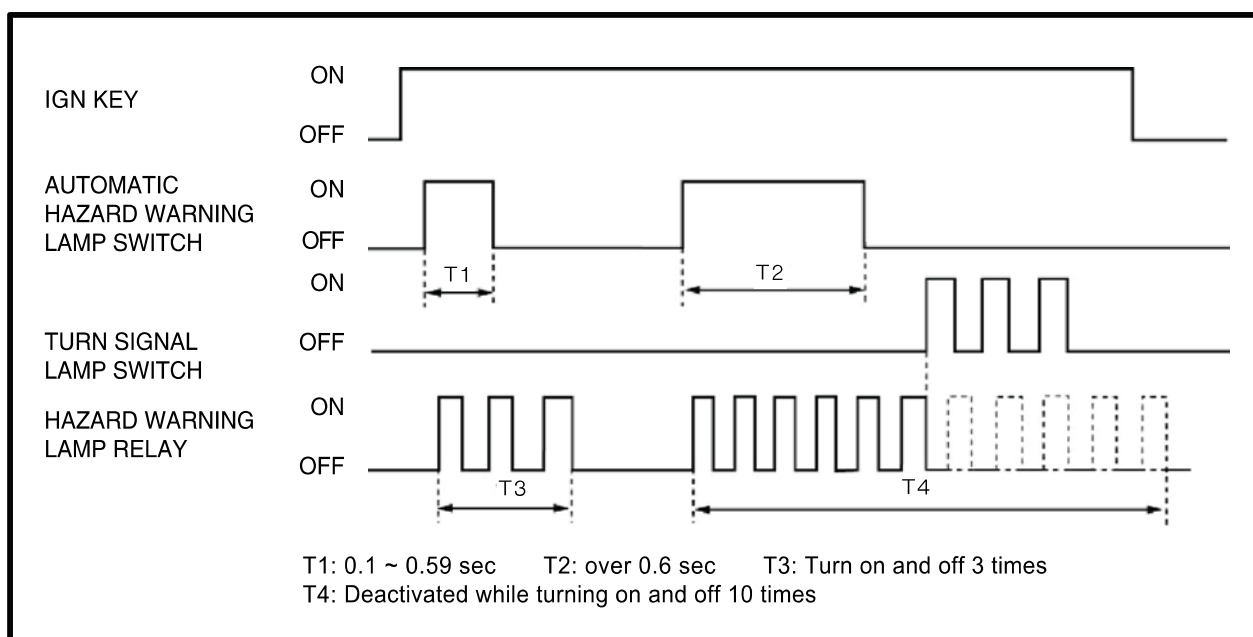 IGN KEY
ON
OFF
AUTOMATIC
HAZARD WARNING
LAMP SWITCH
ON
OFF
T1
T2
TURN SIGNAL
LAMP SWITCH
ON
OFF
HAZARD WARNING
LAMP RELAY
ON
OFF
T3
T4
T1: 0.1 ~ 0.59 sec T2: over 0.6 sec T3: Turn on and off 3 times
T4: Deactivated while turning on and off 10 times